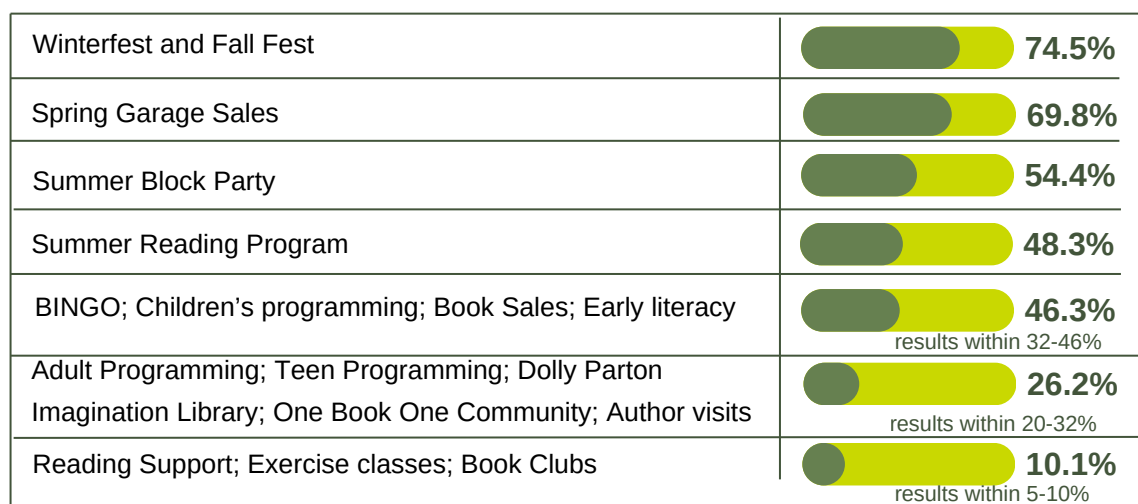 Winterfest and Fall Fest
74.5%
Spring Garage Sales
69.8%
Summer Block Party
54.4%
Summer Reading Program
48.3%
BINGO; Children’s programming; Book Sales; Early literacy
46.3%
results within 32-46%
Adult Programming; Teen Programming; Dolly Parton
Imagination Library; One Book One Community; Author visits
26.2%
results within 20-32%
Reading Support; Exercise classes; Book Clubs
10.1%
results within 5-10%